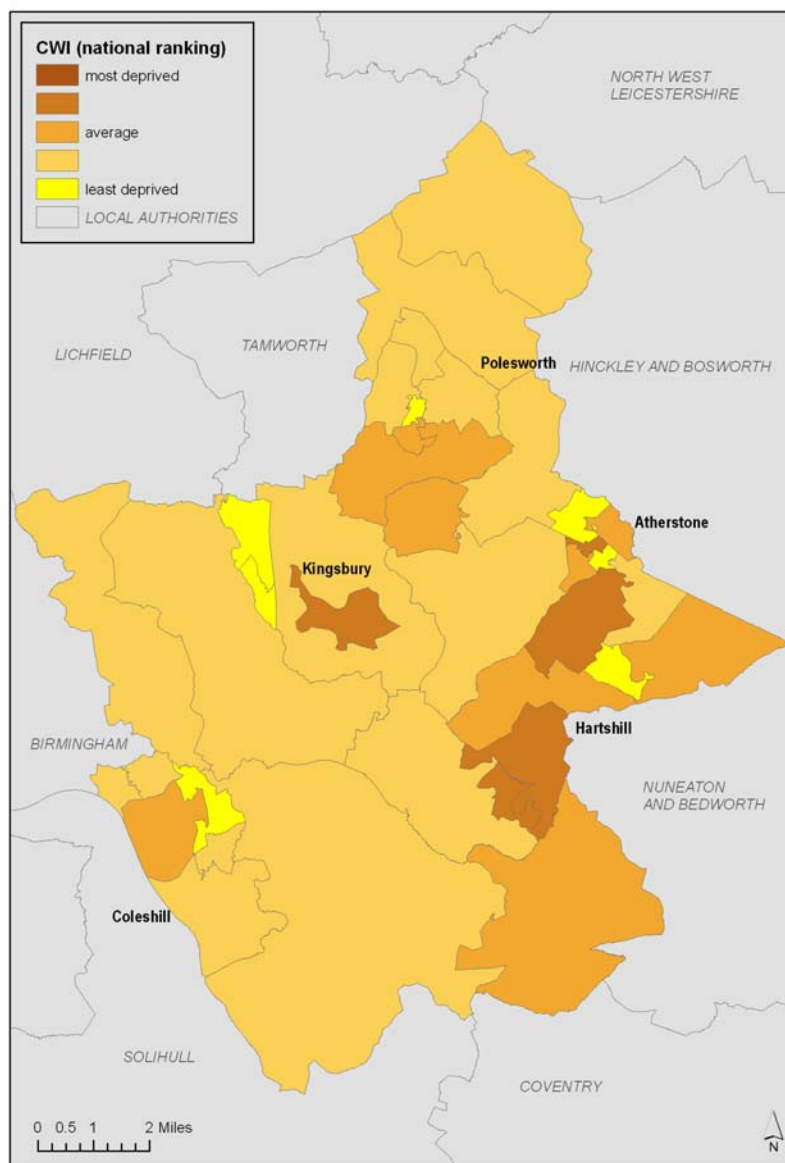 CWI (national ranking)
most deprived
average
least deprived
LOCAL AUTHORITIES
NORTH WEST
LEICESTERSHIRE
LICHFIELD
TAMWORTH
Polesworth
HINCKLEY AND BOSWORTH
Atherstone
Kingsbury
Hartshill
BIRMINGHAM
NUNEATON
AND BEDWORTH
Coleshill
SOLIHULL
COVENTRY
0 0.5 1 2 Miles
N